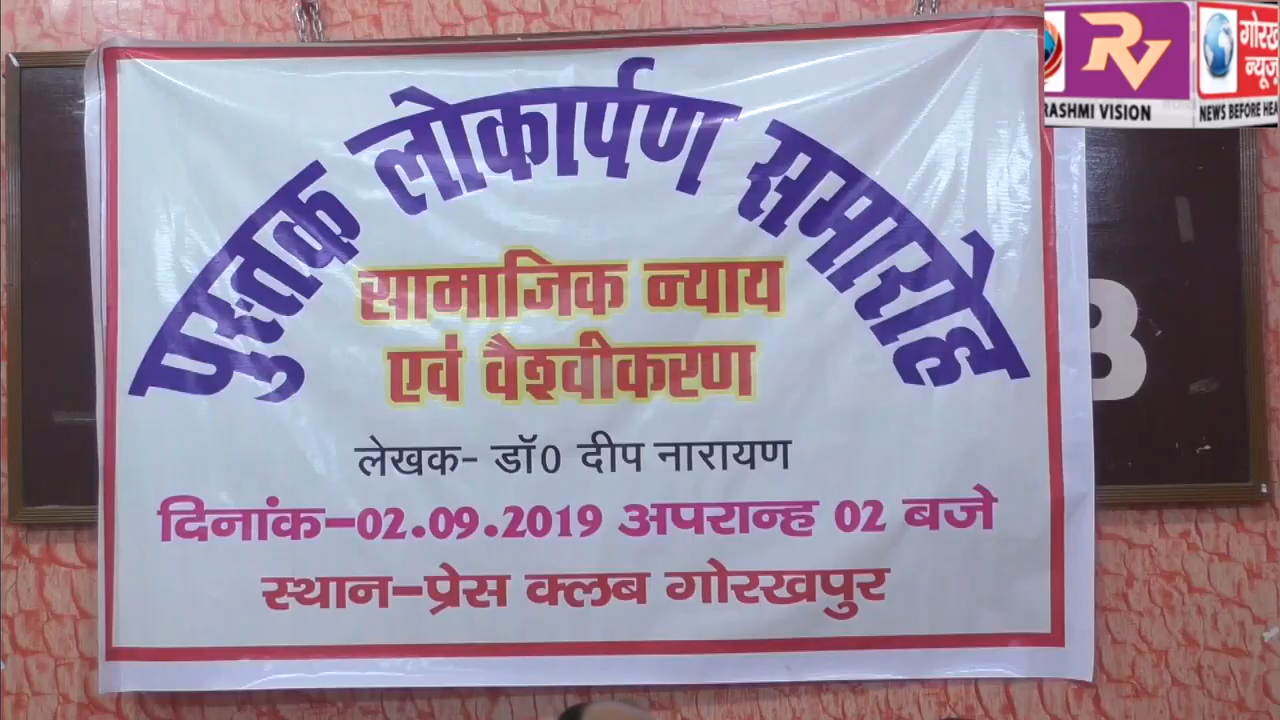 पुस्तक लोकार्पण समारोह
सामाजिक न्याय
एवं वैश्वीकरण
लेखक- डॉ0 दीप नारायण
दिनांक-02.09.2019 अपरान्ह 02 बजे
स्थान-प्रेस क्लब गोरखपुर
RV
RASHMI VISION
न्यूज़
NEWS BEFORE
B